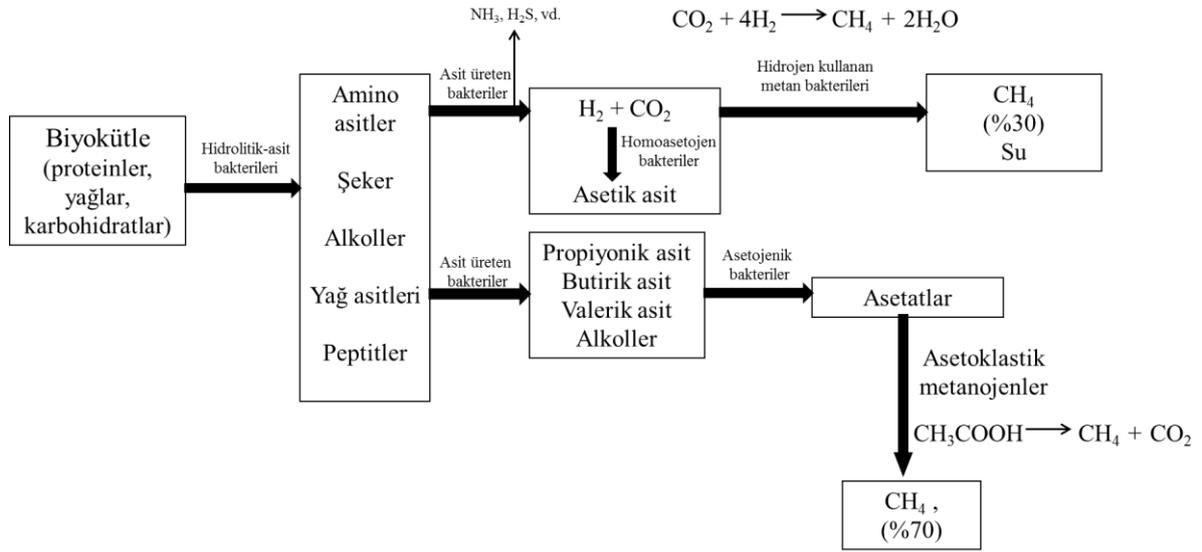 NH₃, H₂S, vd.
CO₂ + 4H₂ → CH₄ + 2H₂O
Biyokütle
(proteinler,
yağlar,
karbohidratlar)
Hidrolitik-asit
bakterileri
Amino
asitler
Şeker
Alkoller
Yağ asitleri
Peptitler
Asit üreten
bakteriler
H₂ + CO₂
Homoasetojen
bakteriler
Asetik asit
Hidrojen kullanan
metan bakterileri
CH₄
(%30)
Su
Asit üreten
bakteriler
Propiyonik asit
Butirik asit
Valerik asit
Alkoller
Asetojenik
bakteriler
Asetatlar
Asetoklastik
metanojenler
CH₃COOH → CH₄ + CO₂
CH₄ ,
(%70)